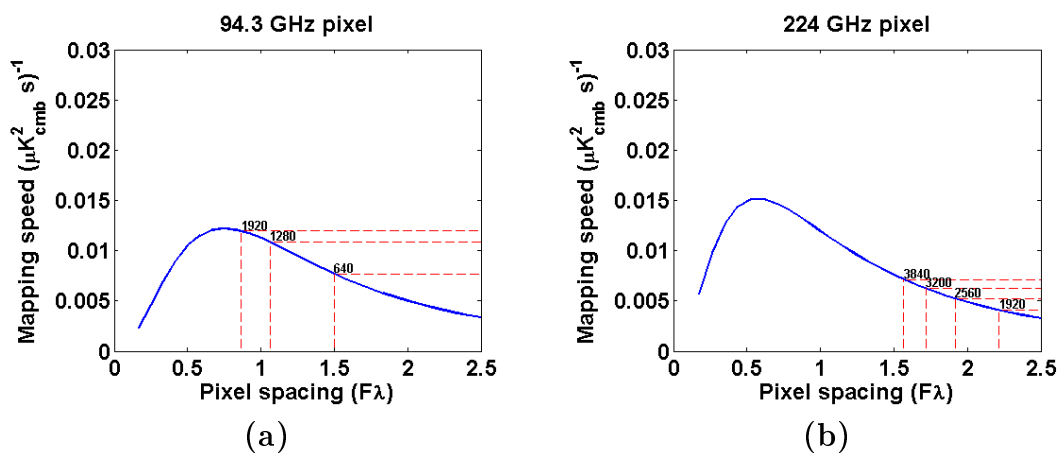 94.3 GHz pixel
0.03
0.025
0.02
0.015
0.01
0.005
0
Mapping speed (μK²cmb s)⁻¹
1920
1280
640
0 0.5 1 1.5 2 2.5
Pixel spacing (Fλ)
(a)
224 GHz pixel
0.03
0.025
0.02
0.015
0.01
0.005
0
Mapping speed (μK²cmb s)⁻¹
3840
3200
2560
1920
0 0.5 1 1.5 2 2.5
Pixel spacing (Fλ)
(b)